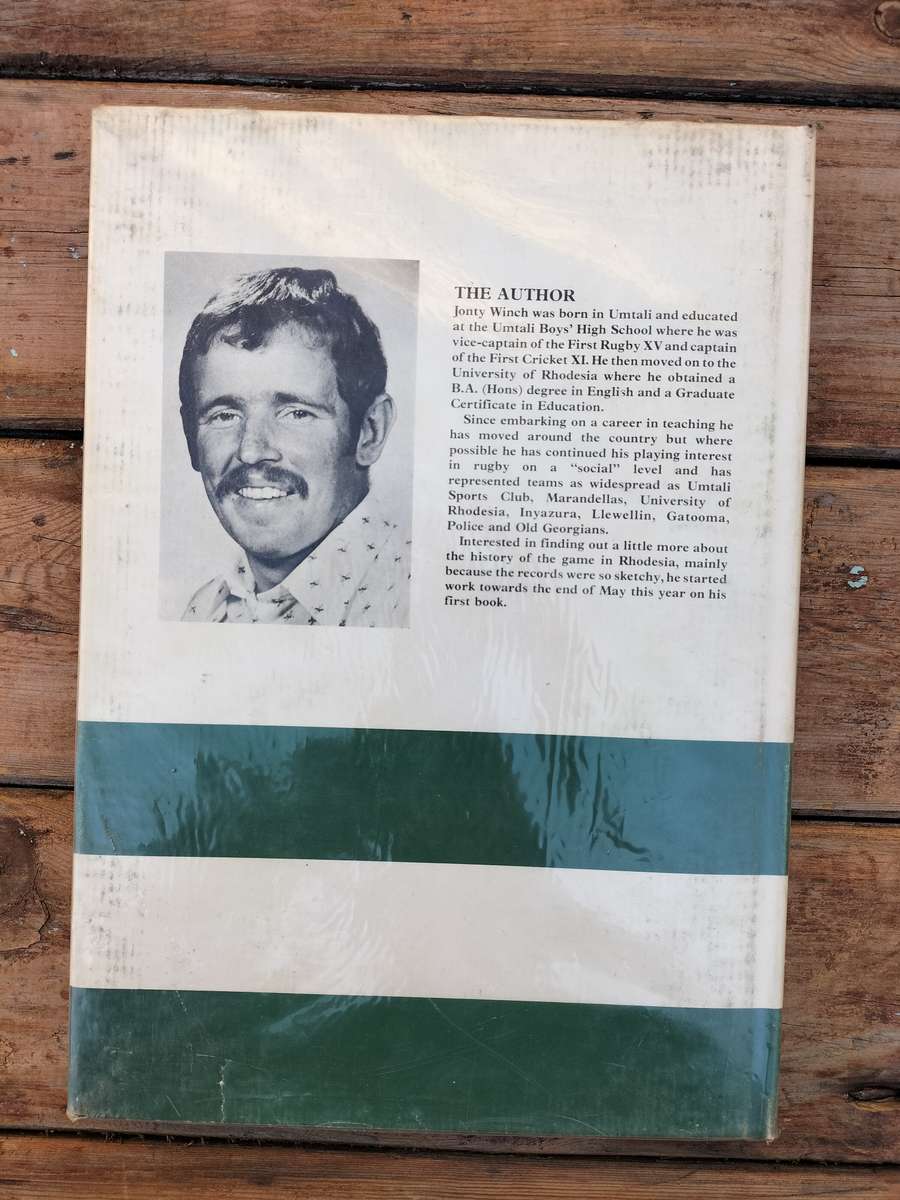 THE AUTHOR
Jonty Winch was born in Umtali and educated
at the Umtali Boys' High School where he was
vice-captain of the First Rugby XV and captain
of the First Cricket XI. He then moved on to the
University of Rhodesia where he obtained a
B.A. (Hons) degree in English and a Graduate
Certificate in Education.
Since embarking on a career in teaching he
has moved around the country but where
possible he has continued his playing interest
in rugby on a "social" level and has
represented teams as widespread as Umtali
Sports Club, Marandellas, University of
Rhodesia, Inyazura, Llewellin, Gatooma,
Police and Old Georgians.
Interested in finding out a little more about
the history of the game in Rhodesia, mainly
because the records were so sketchy, he started
work towards the end of May this year on his
first book.